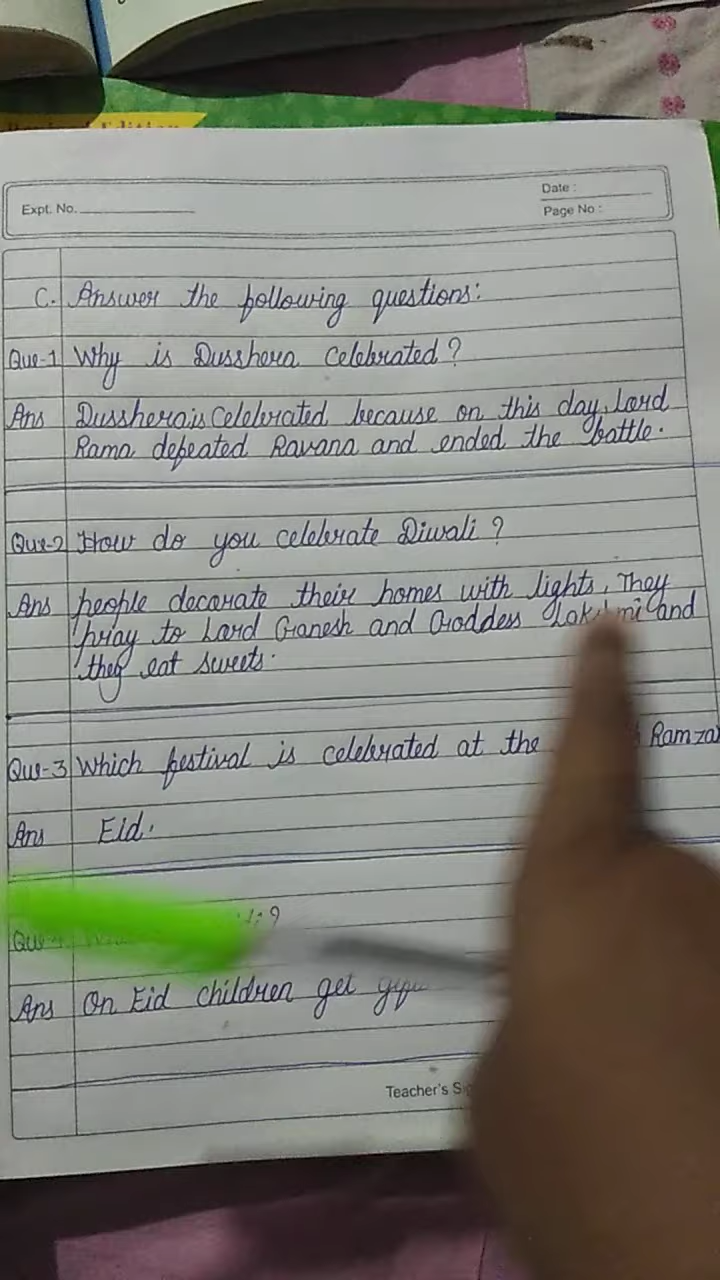 Revised Edition
Expt. No.
Date :
Page No :
C. Answer the following questions:
Que-1 Why is Dusshera celebrated?
Ans Dussherais Celebrated because on this day, Lord
Rama defeated Ravana and ended the battle.
Que-2 How do you celebrate Diwali?
Ans people decorate their homes with lights, They
pray to Lord Ganesh and Goddess Lakshmi and
they eat sweets.
Que-3 Which festival is celebrated at the Ramzan
Ans Eid.
Ans On Eid children get
Teacher's